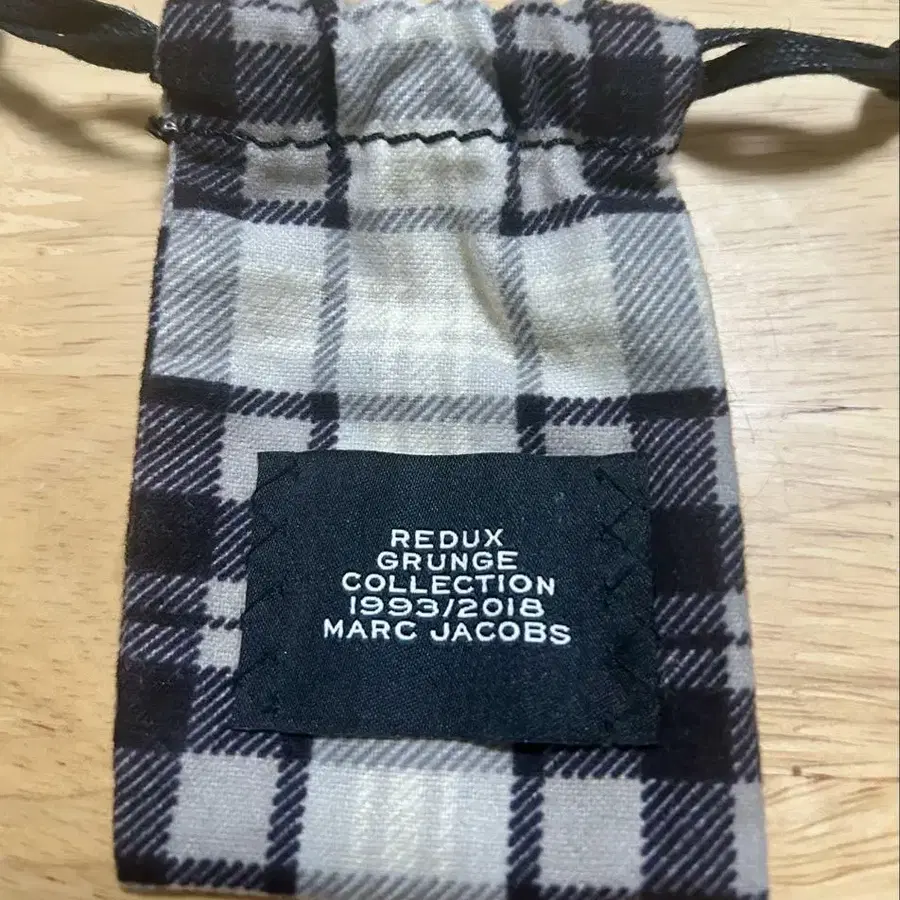 REDUX
GRUNGE
COLLECTION
1993/2018
MARC JACOBS